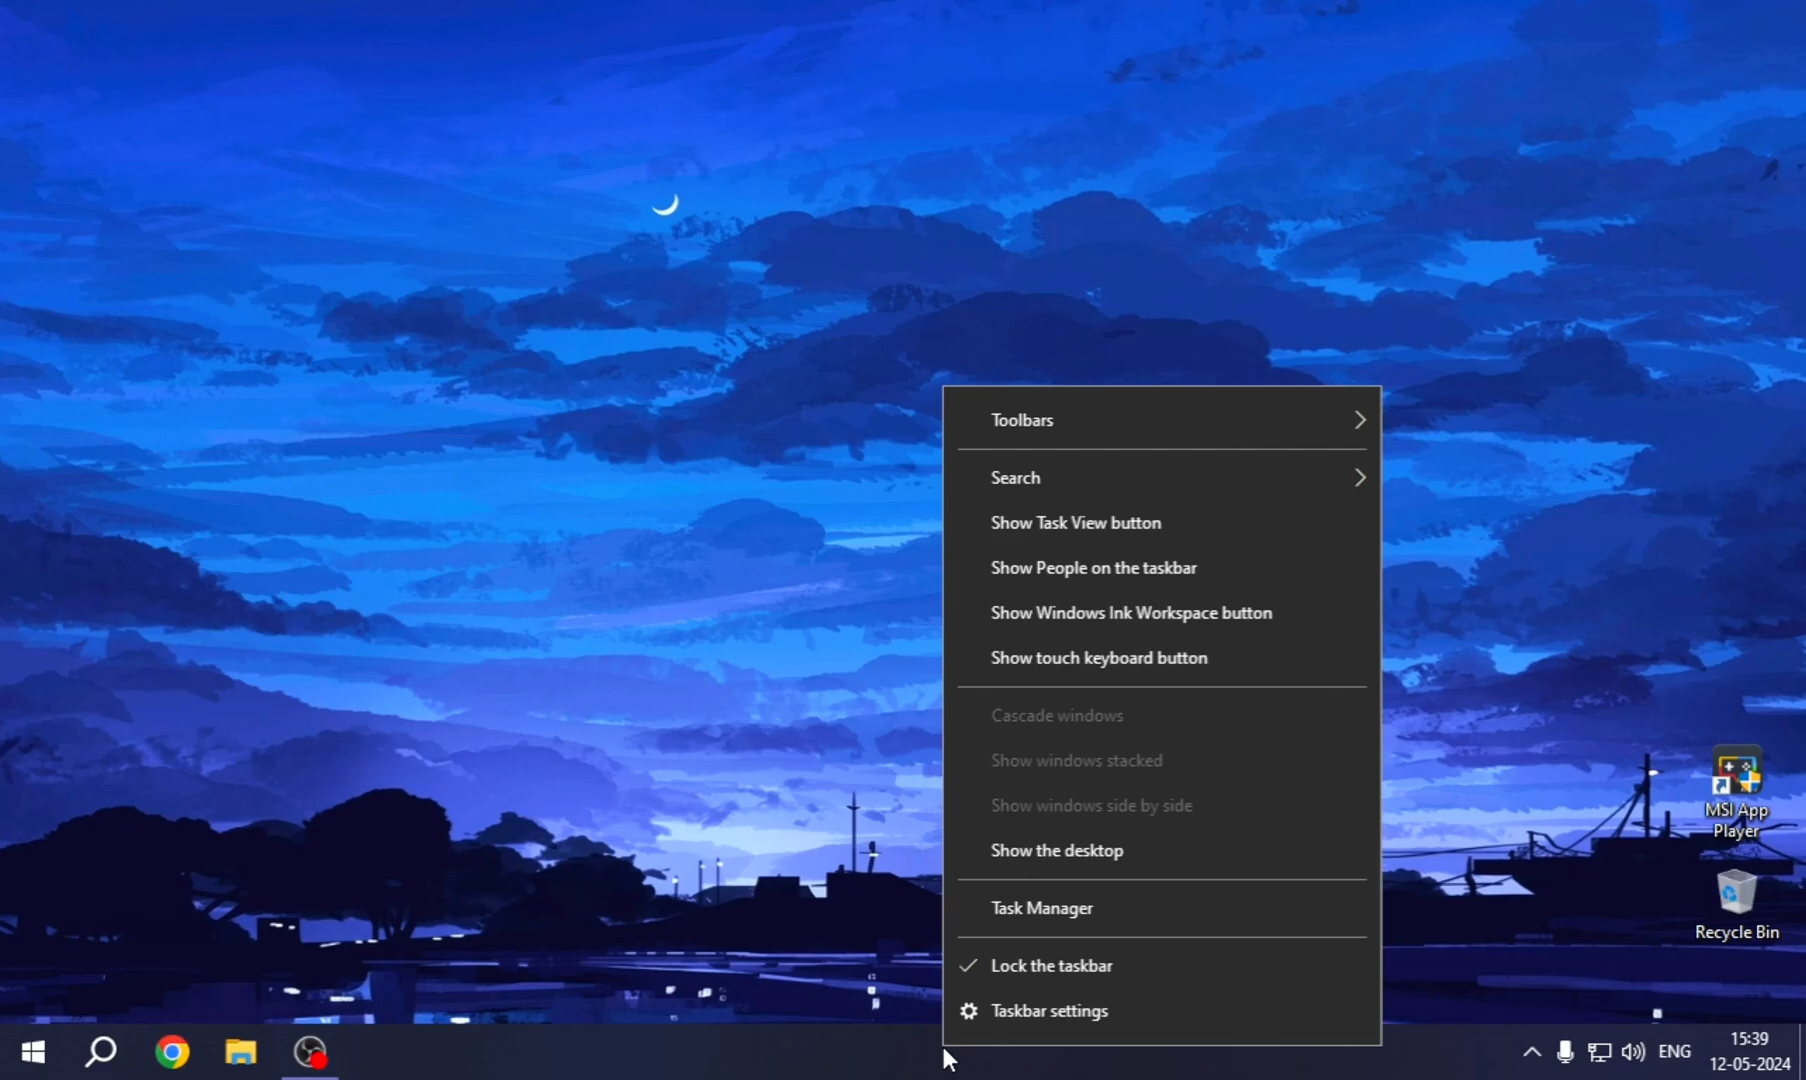 Toolbars
Search
Show Task View button
Show People on the taskbar
Show Windows Ink Workspace button
Show touch keyboard button
Cascade windows
Show windows stacked
Show windows side by side
Show the desktop
Task Manager
Lock the taskbar
Taskbar settings
MSI App
Player
Recycle Bin
ENG
15:39
12-05-2024